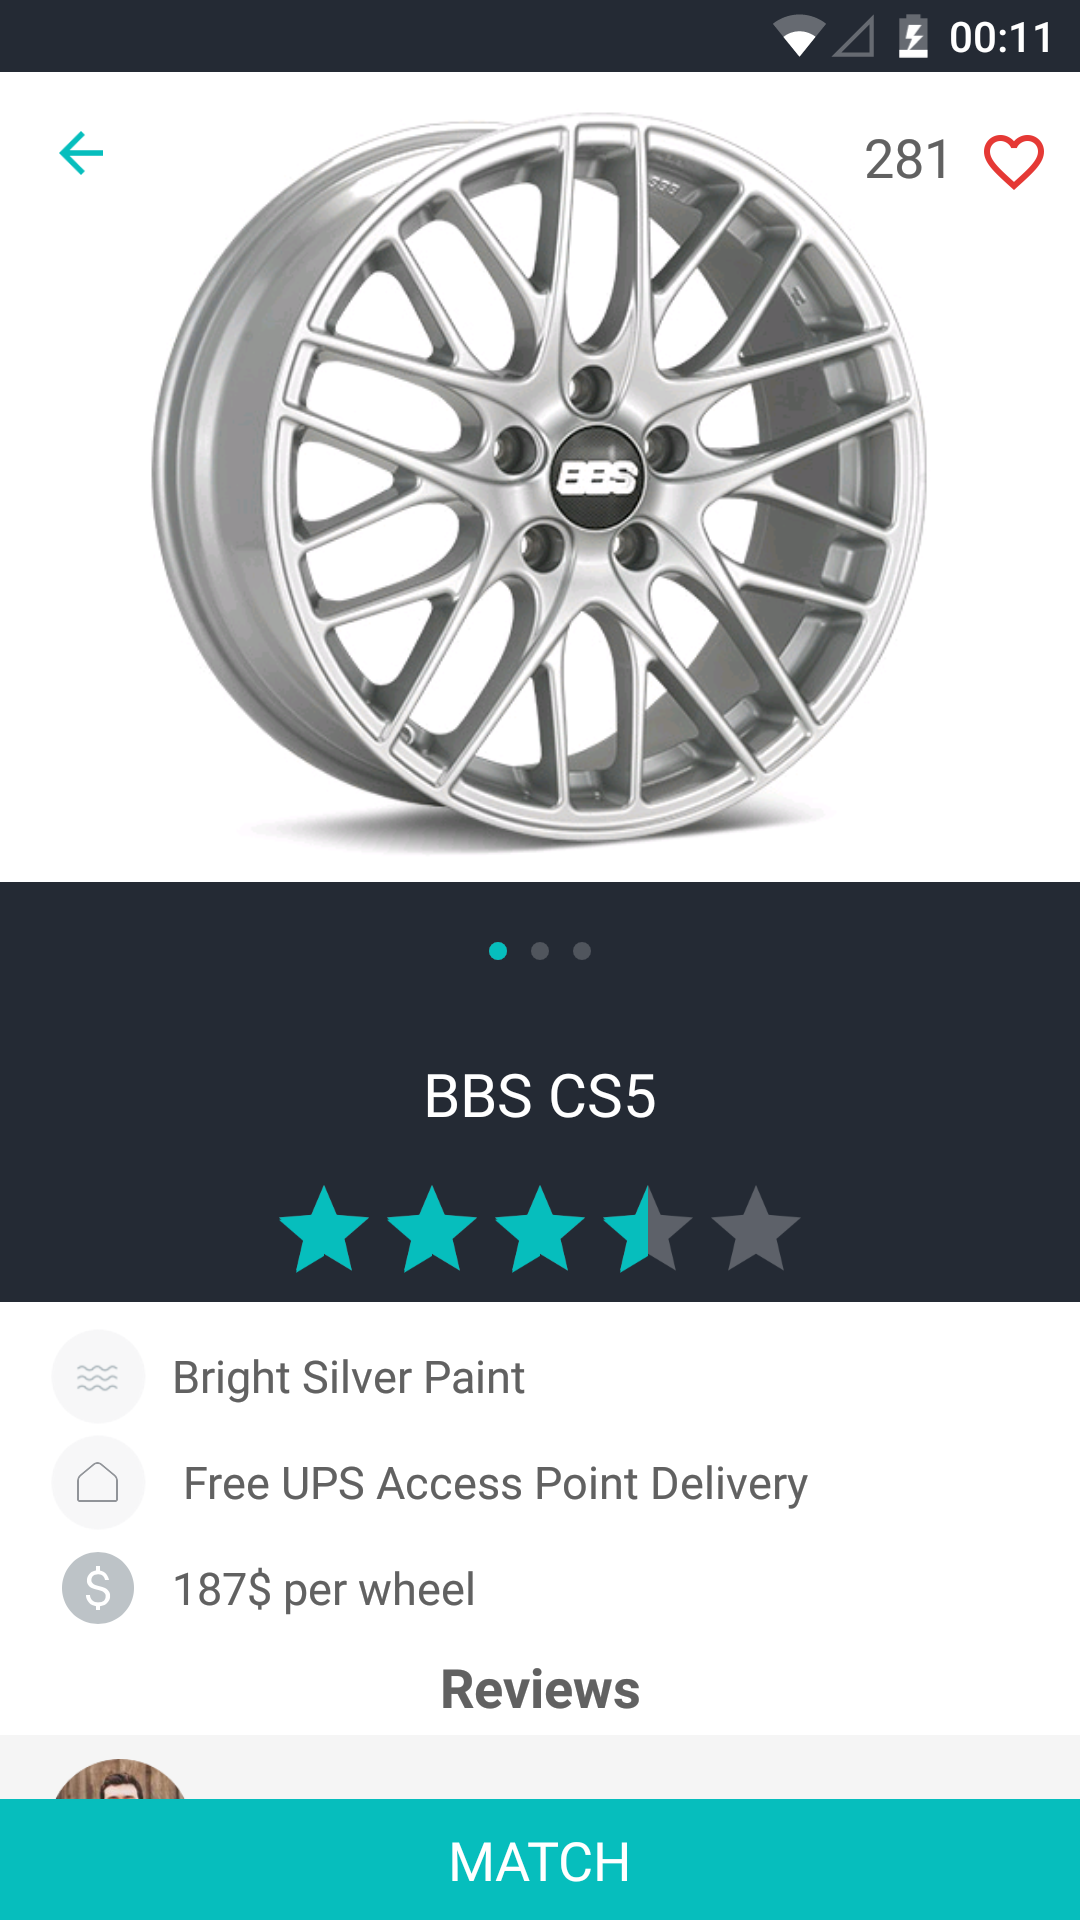 00:11
281
BBS
BBS CS5
Bright Silver Paint
Free UPS Access Point Delivery
187$ per wheel
Reviews
MATCH